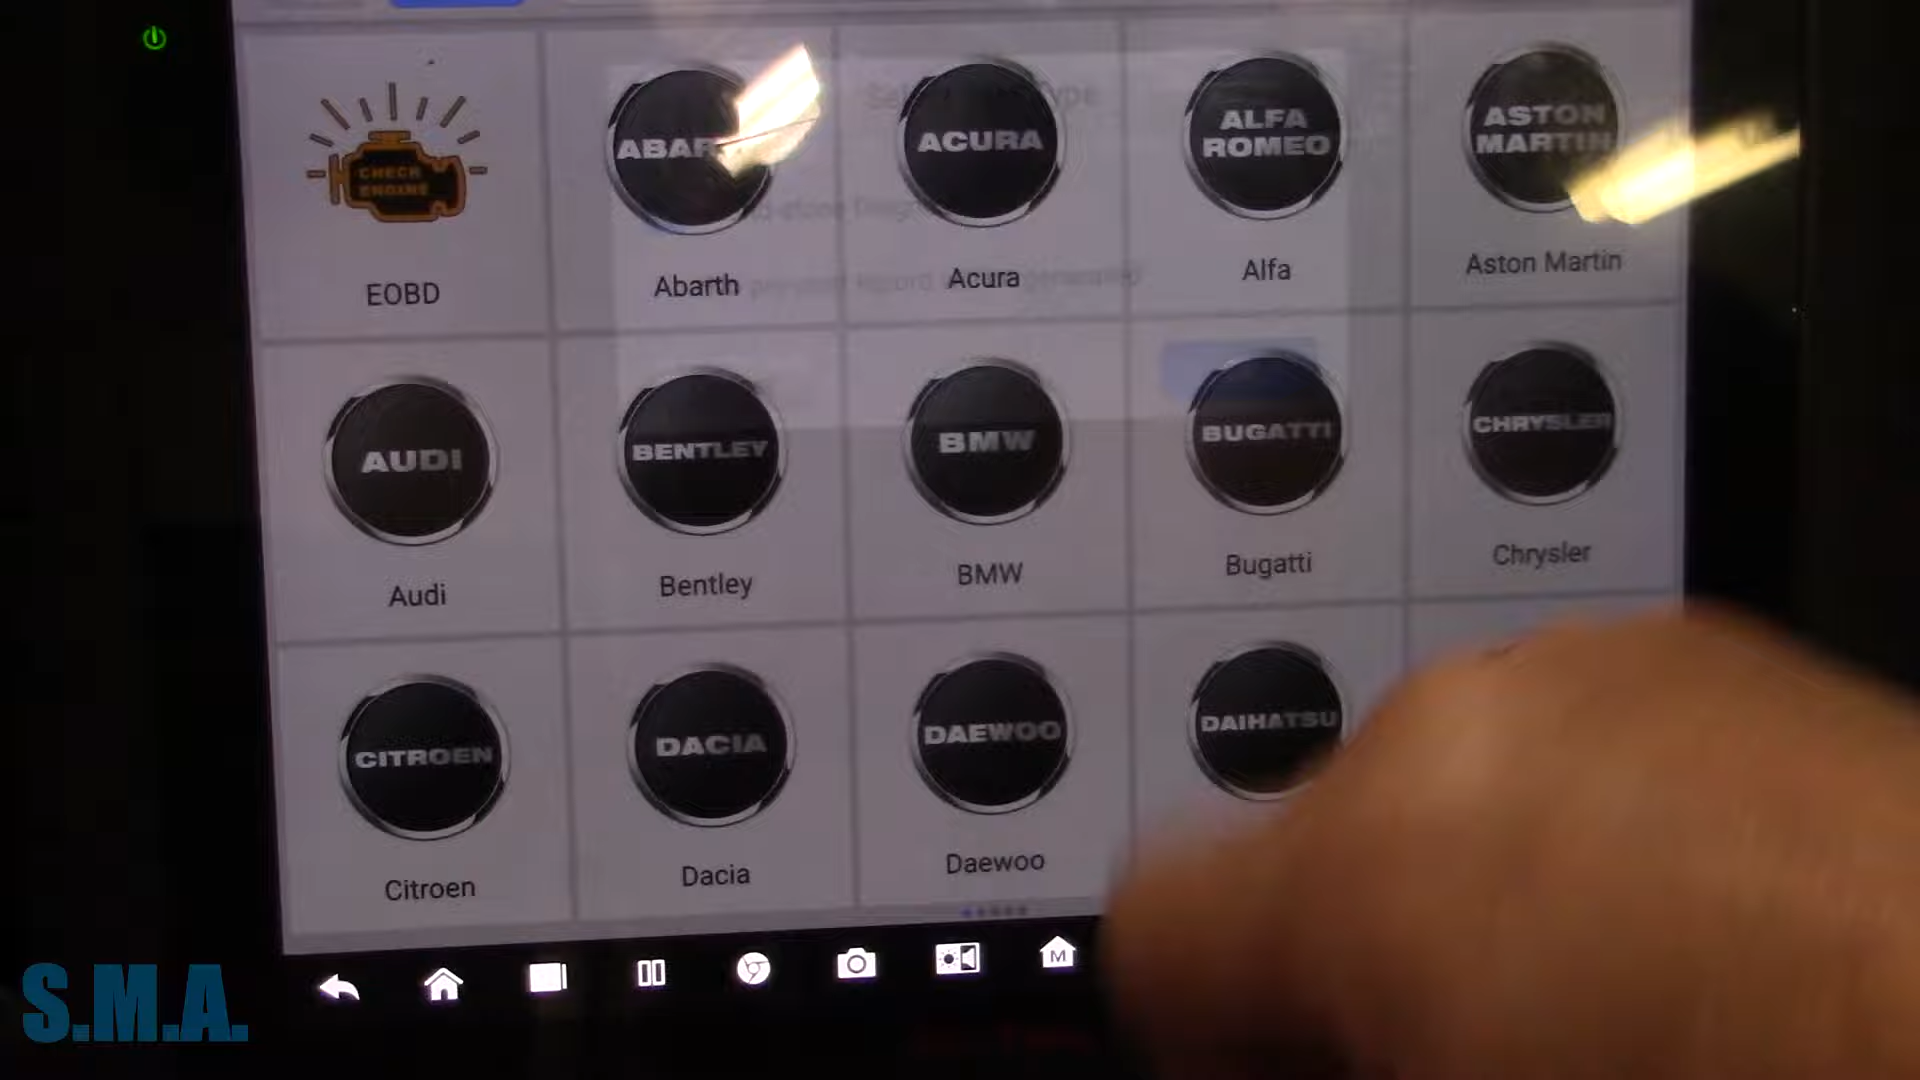 CHECK
ENGINE
EOBD
Abarth
ACURA
Acura
ALFA
ROMEO
Alfa
ASTON
MARTIN
Aston Martin
AUDI
Audi
BENTLEY
Bentley
BMW
BMW
BUGATTI
Bugatti
CHRYSLER
Chrysler
CITROEN
Citroen
DACIA
Dacia
DAEWOO
Daewoo
DAIHATSU
M
S.M.A.